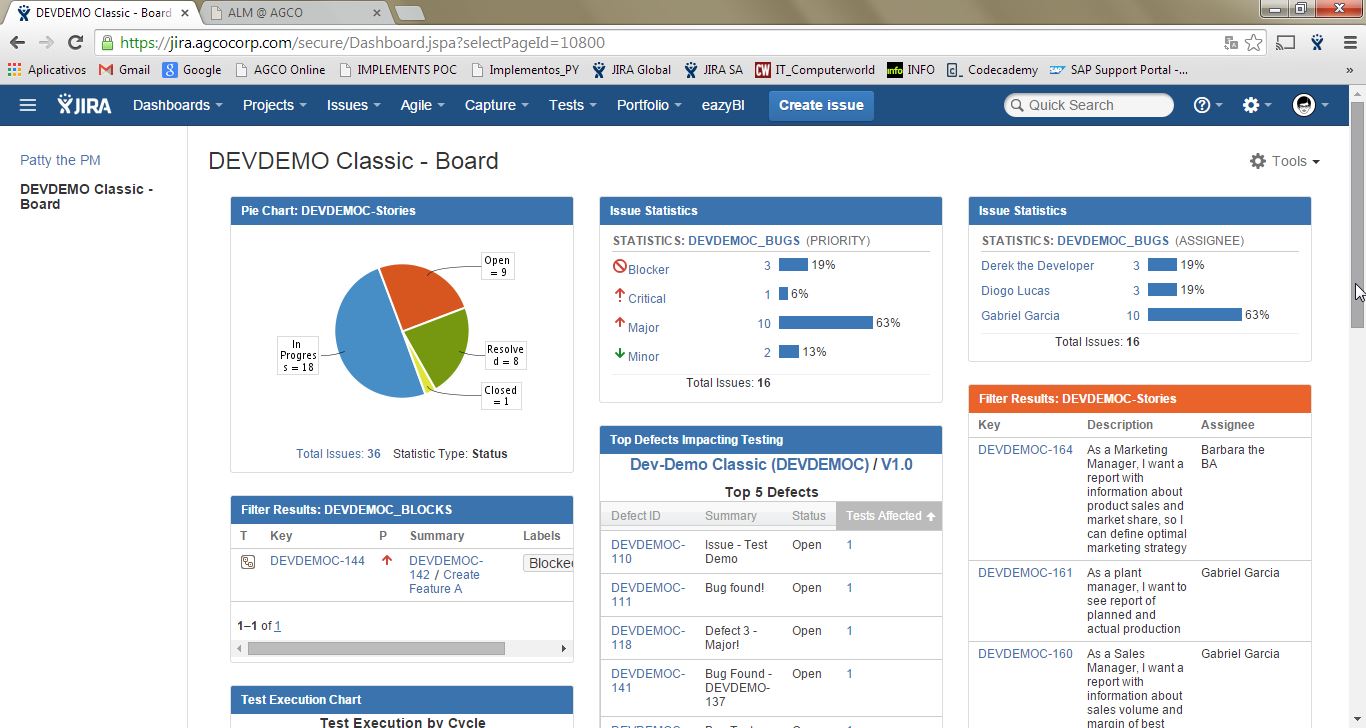 DEVDEMO Classic - Board
ALM @ AGCO
https://jira.agcocorp.com/secure/Dashboard.jspa?selectPageId=10800
Aplicativos Gmail Google AGCO Online IMPLEMENTS POC Implementos_PY JIRA Global JIRA SA CW IT_Computerworld info INFO C_ Codecademy SAP Support Portal -... »
JIRA Dashboards Projects Issues Agile Capture Tests Portfolio eazyBI Create issue Quick Search
Patty the PM
DEVDEMO Classic -
Board
DEVDEMO Classic - Board
Tools
Pie Chart: DEVDEMOC-Stories
Open
= 9
In
Progres
s = 18
Resolve
d = 8
Closed
= 1
Total Issues: 36 Statistic Type: Status
Filter Results: DEVDEMOC_BLOCKS
T Key P Summary Labels
DEVDEMOC-144 DEVDEMOC-
142 / Create
Feature A
Blocked
1–1 of 1
Test Execution Chart
Test Execution by Cycle
Issue Statistics
STATISTICS: DEVDEMOC_BUGS (PRIORITY)
Blocker 3 19%
Critical 1 6%
Major 10 63%
Minor 2 13%
Total Issues: 16
Top Defects Impacting Testing
Dev-Demo Classic (DEVDEMOC) / V1.0
Top 5 Defects
Defect ID Summary Status Tests Affected
DEVDEMOC-
110
Issue - Test
Demo
Open 1
DEVDEMOC-
111
Bug found! Open 1
DEVDEMOC-
118
Defect 3 -
Major!
Open 1
DEVDEMOC-
141
Bug Found -
DEVDEMO-
137
Open 1
Issue Statistics
STATISTICS: DEVDEMOC_BUGS (ASSIGNEE)
Derek the Developer 3 19%
Diogo Lucas 3 19%
Gabriel Garcia 10 63%
Total Issues: 16
Filter Results: DEVDEMOC-Stories
Key Description Assignee
DEVDEMOC-164
As a Marketing
Manager, I want a
report with
information about
product sales and
market share, so I
can define optimal
marketing strategy
Barbara the
BA
DEVDEMOC-161
As a plant
manager, I want to
see report of
planned and
actual production
Gabriel Garcia
DEVDEMOC-160
As a Sales
Manager, I want a
report with
information about
sales volume and
margin of best
Gabriel Garcia